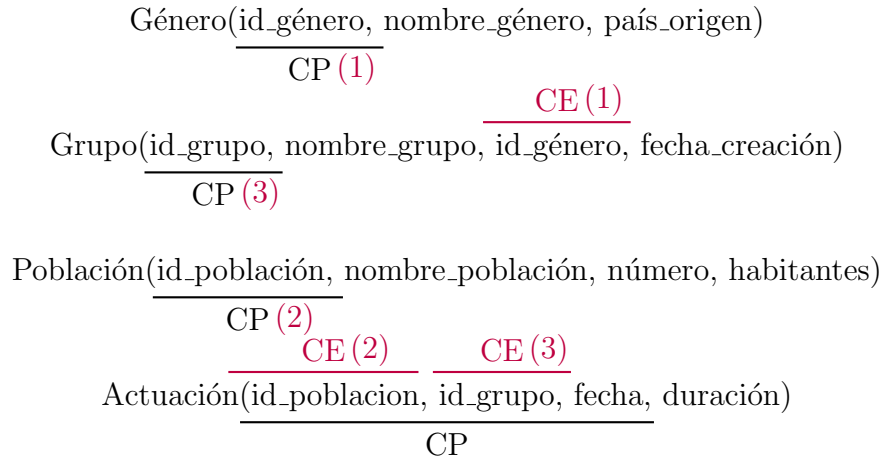 Género(id_género, nombre_género, país_origen)
CP (1)
CE (1)
Grupo(id_grupo, nombre_grupo, id_género, fecha_creación)
CP (3)
Población(id_población, nombre_población, número, habitantes)
CP (2)
CE (2) CE (3)
Actuación(id_poblacion, id_grupo, fecha, duración)
CP